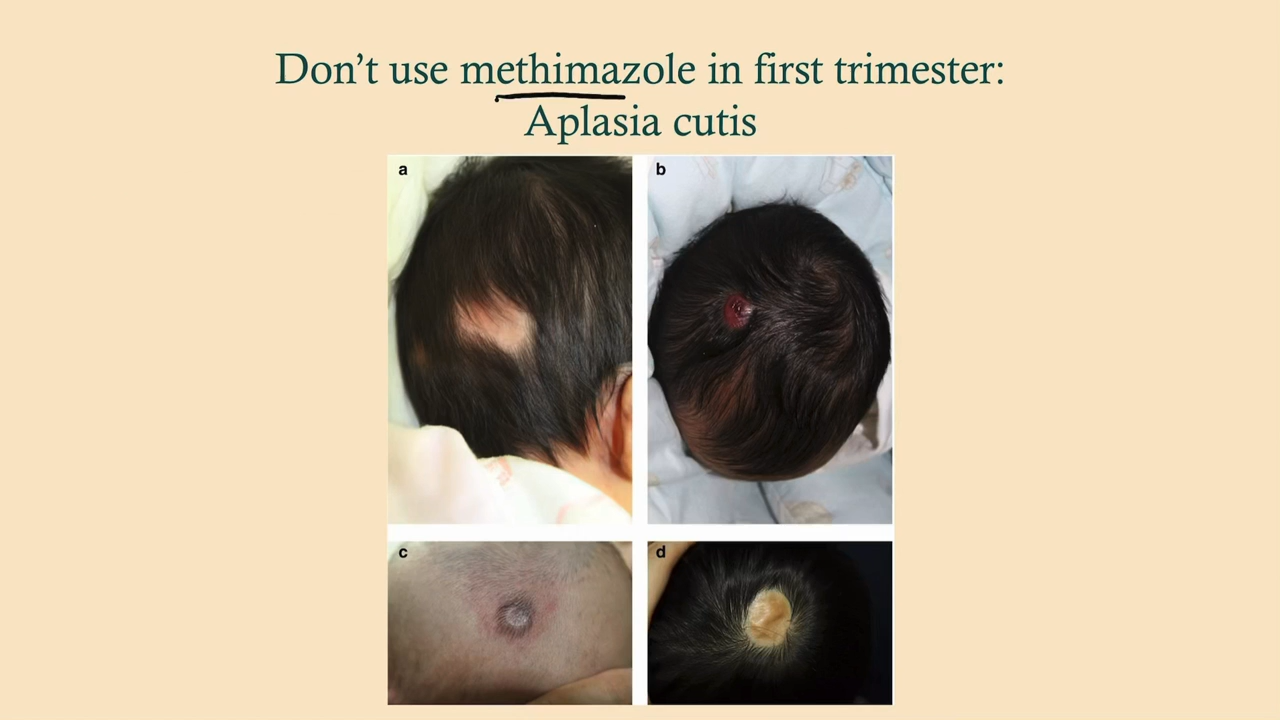 Don’t use methimazole in first trimester:
Aplasia cutis
a
b
c
d